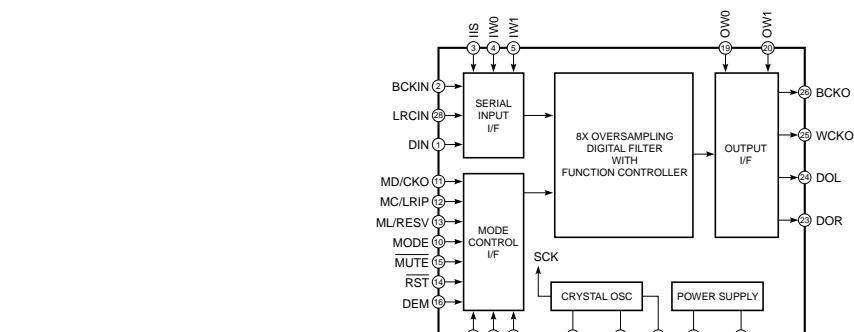 IIS
IW0
IW1
OW0
OW1
3
4
5
19
20
BCKIN 2
LRCIN 28
DIN 1
SERIAL
INPUT
I/F
8X OVERSAMPLING
DIGITAL FILTER
WITH
FUNCTION CONTROLLER
OUTPUT
I/F
26 BCKO
25 WCKO
24 DOL
23 DOR
MD/CKO 11
MC/LRIP 12
ML/RESV 13
MODE 10
MUTE 15
RST 14
DEM 16
MODE
CONTROL
I/F
SCK
CRYSTAL OSC
POWER SUPPLY